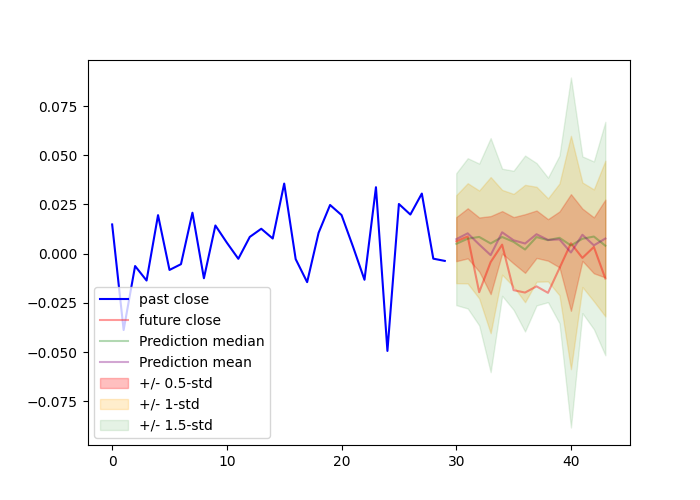 0.075
0.050
0.025
0.000
−0.025
−0.050
−0.075
past close
future close
Prediction median
Prediction mean
+/- 0.5-std
+/- 1-std
+/- 1.5-std
0 10 20 30 40